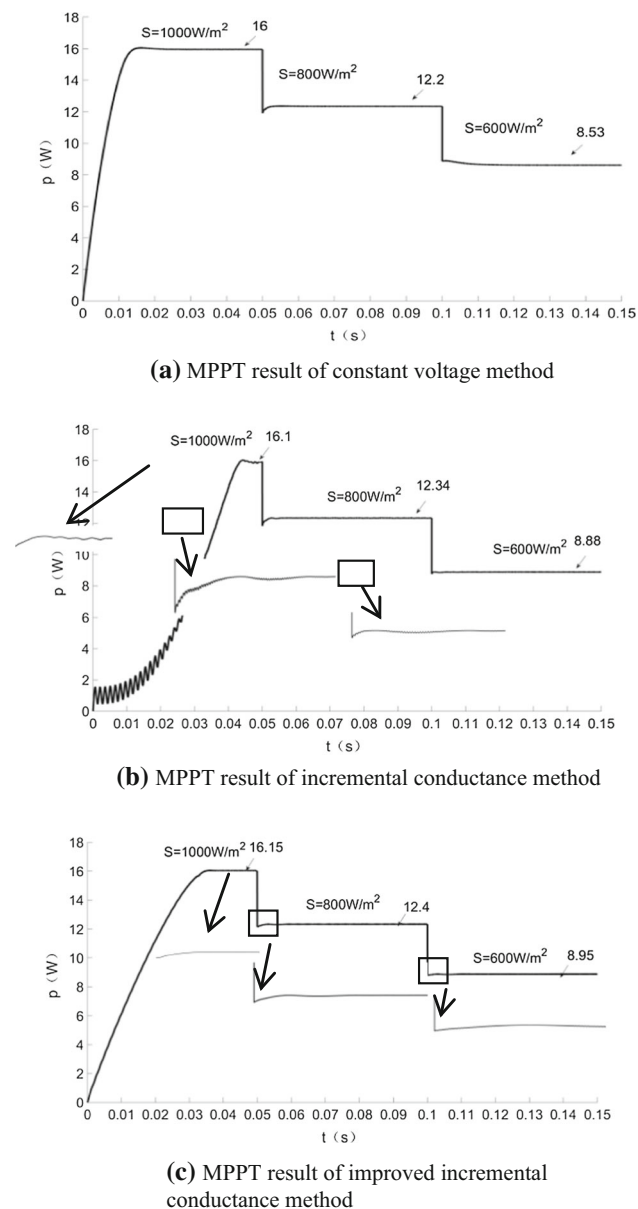 S=1000W/m²
16
S=800W/m²
12.2
S=600W/m²
8.53
18
16
14
12
10
8
6
4
2
0
p（W）
0 0.01 0.02 0.03 0.04 0.05 0.06 0.07 0.08 0.09 0.1 0.11 0.12 0.13 0.14 0.15
t（s）
(a) MPPT result of constant voltage method
S=1000W/m²
16.1
S=800W/m²
12.34
S=600W/m²
8.88
18
16
14
12
10
8
6
4
2
0
p（W）
0 0.01 0.02 0.03 0.04 0.05 0.06 0.07 0.08 0.09 0.1 0.11 0.12 0.13 0.14 0.15
t（s）
(b) MPPT result of incremental conductance method
S=1000W/m²
16.15
S=800W/m²
12.4
S=600W/m²
8.95
18
16
14
12
10
8
6
4
2
0
p（W）
0 0.01 0.02 0.03 0.04 0.05 0.06 0.07 0.08 0.09 0.1 0.11 0.12 0.13 0.14 0.15
t（s）
(c) MPPT result of improved incremental
conductance method